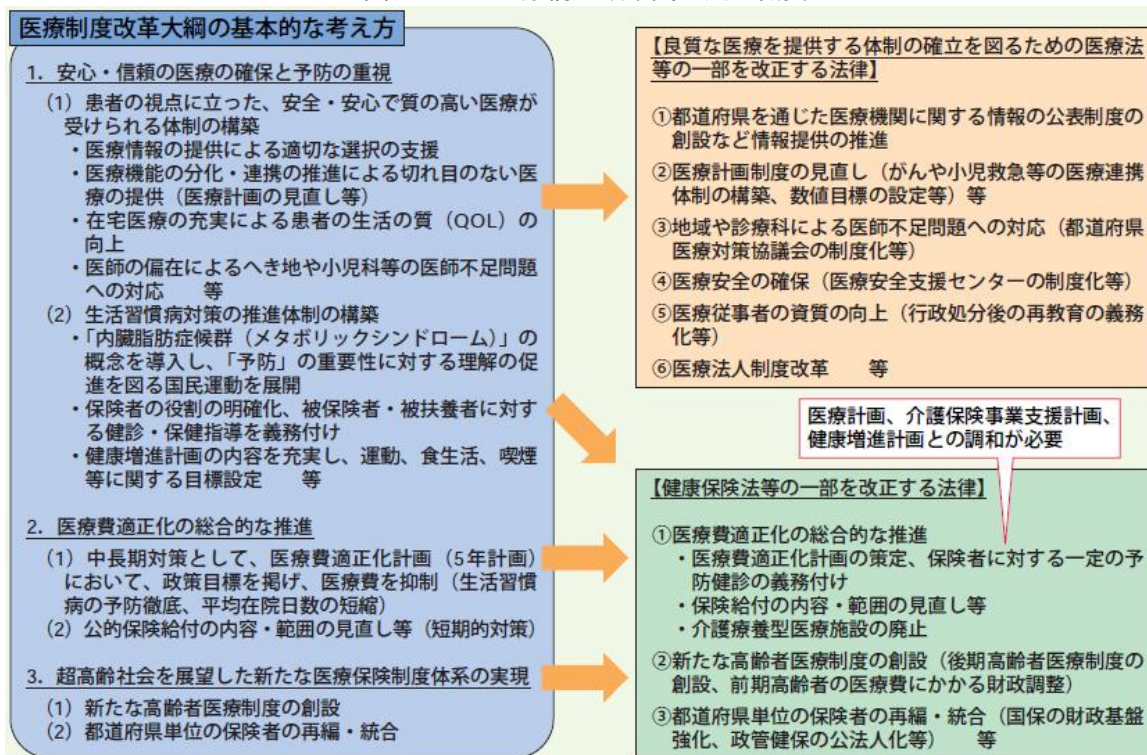 医療制度改革大綱の基本的な考え方
1. 安心・信頼の医療の確保と予防の重視
(1) 患者の視点に立った、安全・安心で質の高い医療が
受けられる体制の構築
・医療情報の提供による適切な選択の支援
・医療機能の分化・連携の推進による切れ目のない医
療の提供（医療計画の見直し等）
・在宅医療の充実による患者の生活の質（QOL）の
向上
・医師の偏在によるへき地や小児科等の医師不足問題
への対応　等
(2) 生活習慣病対策の推進体制の構築
・「内臓脂肪症候群（メタボリックシンドローム）」の
概念を導入し、「予防」の重要性に対する理解の促
進を図る国民運動を展開
・保険者の役割の明確化、被保険者・被扶養者に対す
る健診・保健指導を義務付け
・健康増進計画の内容を充実し、運動、食生活、喫煙
等に関する目標設定　等
2. 医療費適正化の総合的な推進
(1) 中長期対策として、医療費適正化計画（5年計画）
において、政策目標を掲げ、医療費を抑制（生活習慣
病の予防徹底、平均在院日数の短縮）
(2) 公的保険給付の内容・範囲の見直し等（短期的対策）
3. 超高齢社会を展望した新たな医療保険制度体系の実現
(1) 新たな高齢者医療制度の創設
(2) 都道府県単位の保険者の再編・統合
【良質な医療を提供する体制の確立を図るための医療法
等の一部を改正する法律】
①都道府県を通じた医療機関に関する情報の公表制度の
創設など情報提供の推進
②医療計画制度の見直し（がんや小児救急等の医療連携
体制の構築、数値目標の設定等）等
③地域や診療科による医師不足問題への対応（都道府県
医療対策協議会の制度化等）
④医療安全の確保（医療安全支援センターの制度化等）
⑤医療従事者の資質の向上（行政処分後の再教育の義務
化等）
⑥医療法人制度改革　等
医療計画、介護保険事業支援計画、
健康増進計画との調和が必要
【健康保険法等の一部を改正する法律】
①医療費適正化の総合的な推進
・医療費適正化計画の策定、保険者に対する一定の予
防健診の義務付け
・保険給付の内容・範囲の見直し等
・介護療養型医療施設の廃止
②新たな高齢者医療制度の創設（後期高齢者医療制度の
創設、前期高齢者の医療費にかかる財政調整）
③都道府県単位の保険者の再編・統合（国保の財政基盤
強化、政管健保の公法人化等）　等